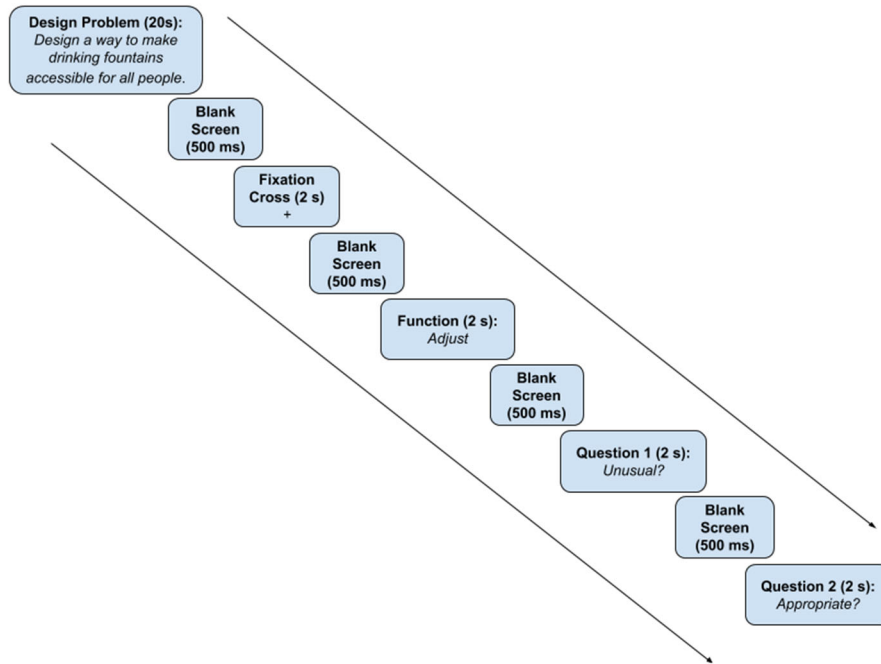 Design Problem (20s):
Design a way to make
drinking fountains
accessible for all people.
Blank
Screen
(500 ms)
Fixation
Cross (2 s)
+
Blank
Screen
(500 ms)
Function (2 s):
Adjust
Blank
Screen
(500 ms)
Question 1 (2 s):
Unusual?
Blank
Screen
(500 ms)
Question 2 (2 s):
Appropriate?